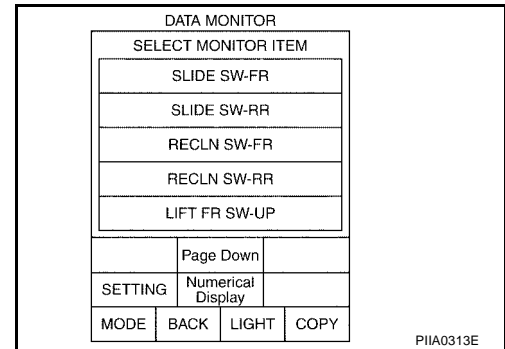 DATA MONITOR
SELECT MONITOR ITEM
SLIDE SW-FR
SLIDE SW-RR
RECLN SW-FR
RECLN SW-RR
LIFT FR SW-UP
Page Down
SETTING Numerical
Display
MODE BACK LIGHT COPY
PIIA0313E